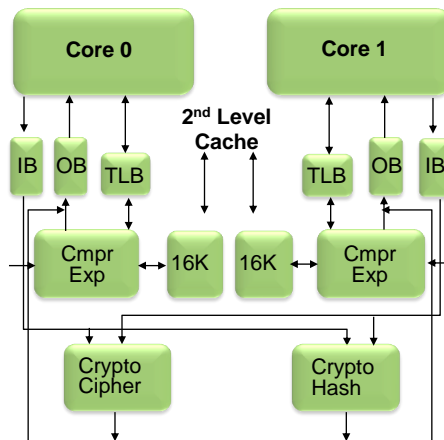 Core 0
Core 1
2nd Level
Cache
IB
OB
TLB
TLB
OB
IB
Cmpr
Exp
16K
16K
Cmpr
Exp
Crypto
Cipher
Crypto
Hash